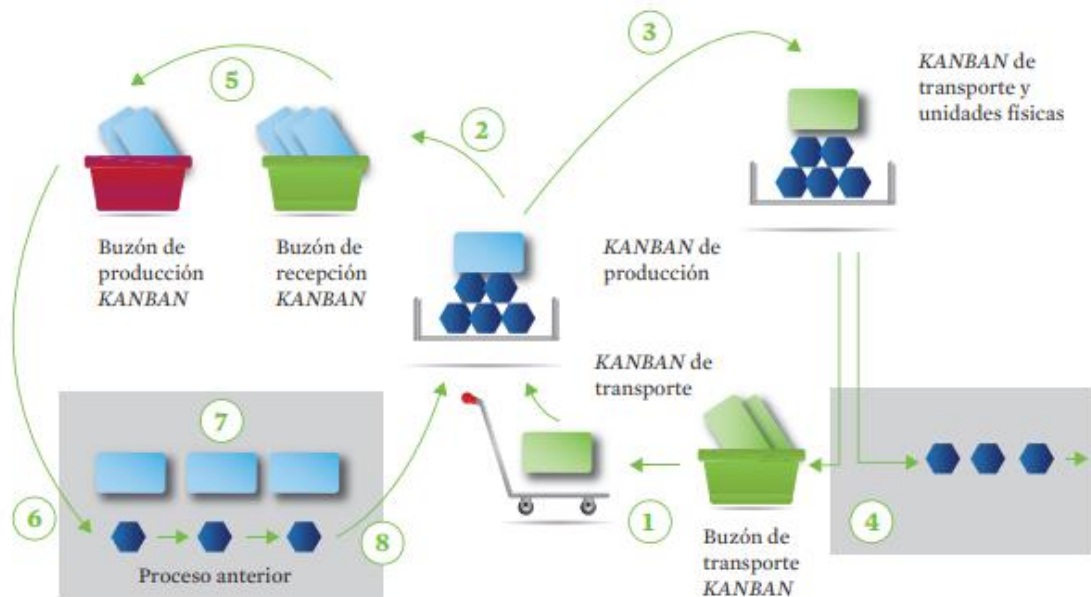 3
KANBAN de
transporte y
unidades físicas
5
2
Buzón de
producción
KANBAN
Buzón de
recepción
KANBAN
KANBAN de
producción
KANBAN de
transporte
7
6
8
1
4
Proceso anterior
Buzón de
transporte
KANBAN